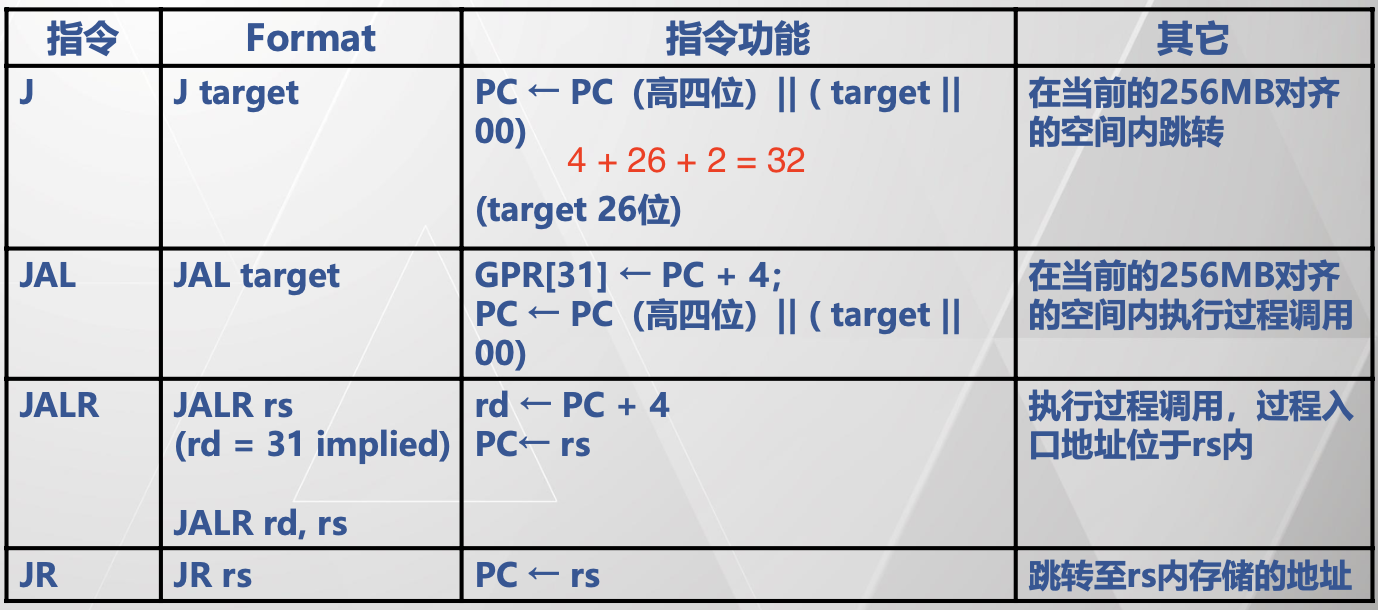 指令 Format 指令功能 其它
J
J target
PC ← PC（高四位）|| ( target ||
00)
4 + 26 + 2 = 32
(target 26位)
在当前的256MB对齐
的空间内跳转
JAL
JAL target
GPR[31] ← PC + 4;
PC ← PC（高四位）|| ( target ||
00)
在当前的256MB对齐
的空间内执行过程调用
JALR
JALR rs
(rd = 31 implied)
JALR rd, rs
rd ← PC + 4
PC← rs
执行过程调用，过程入
口地址位于rs内
JR
JR rs
PC ← rs
跳转至rs内存储的地址